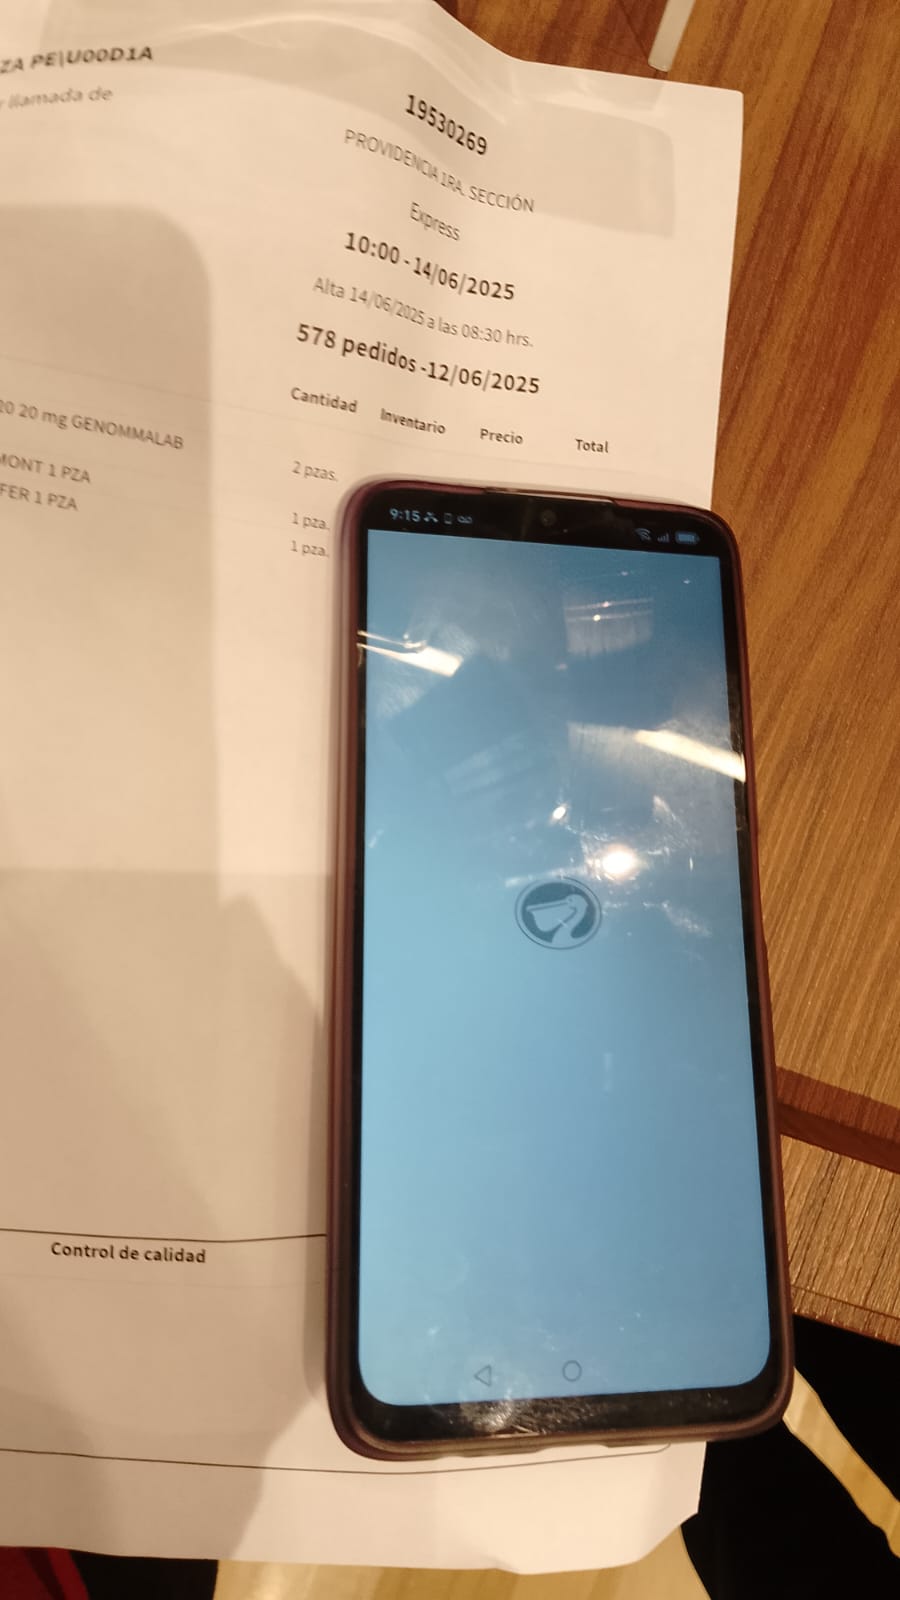 ZA PE\U00D1A
llamada de
19530269
PROVIDENCIA 1RA. SECCIÓN
Express
10:00 - 14/06/2025
Alta 14/06/2025 a las 08:30 hrs.
578 pedidos -12/06/2025
Cantidad Inventario Precio Total
20 20 mg GENOMMALAB
2 pzas.
MONT 1 PZA
1 pza.
FER 1 PZA
1 pza.
9:15
Control de calidad